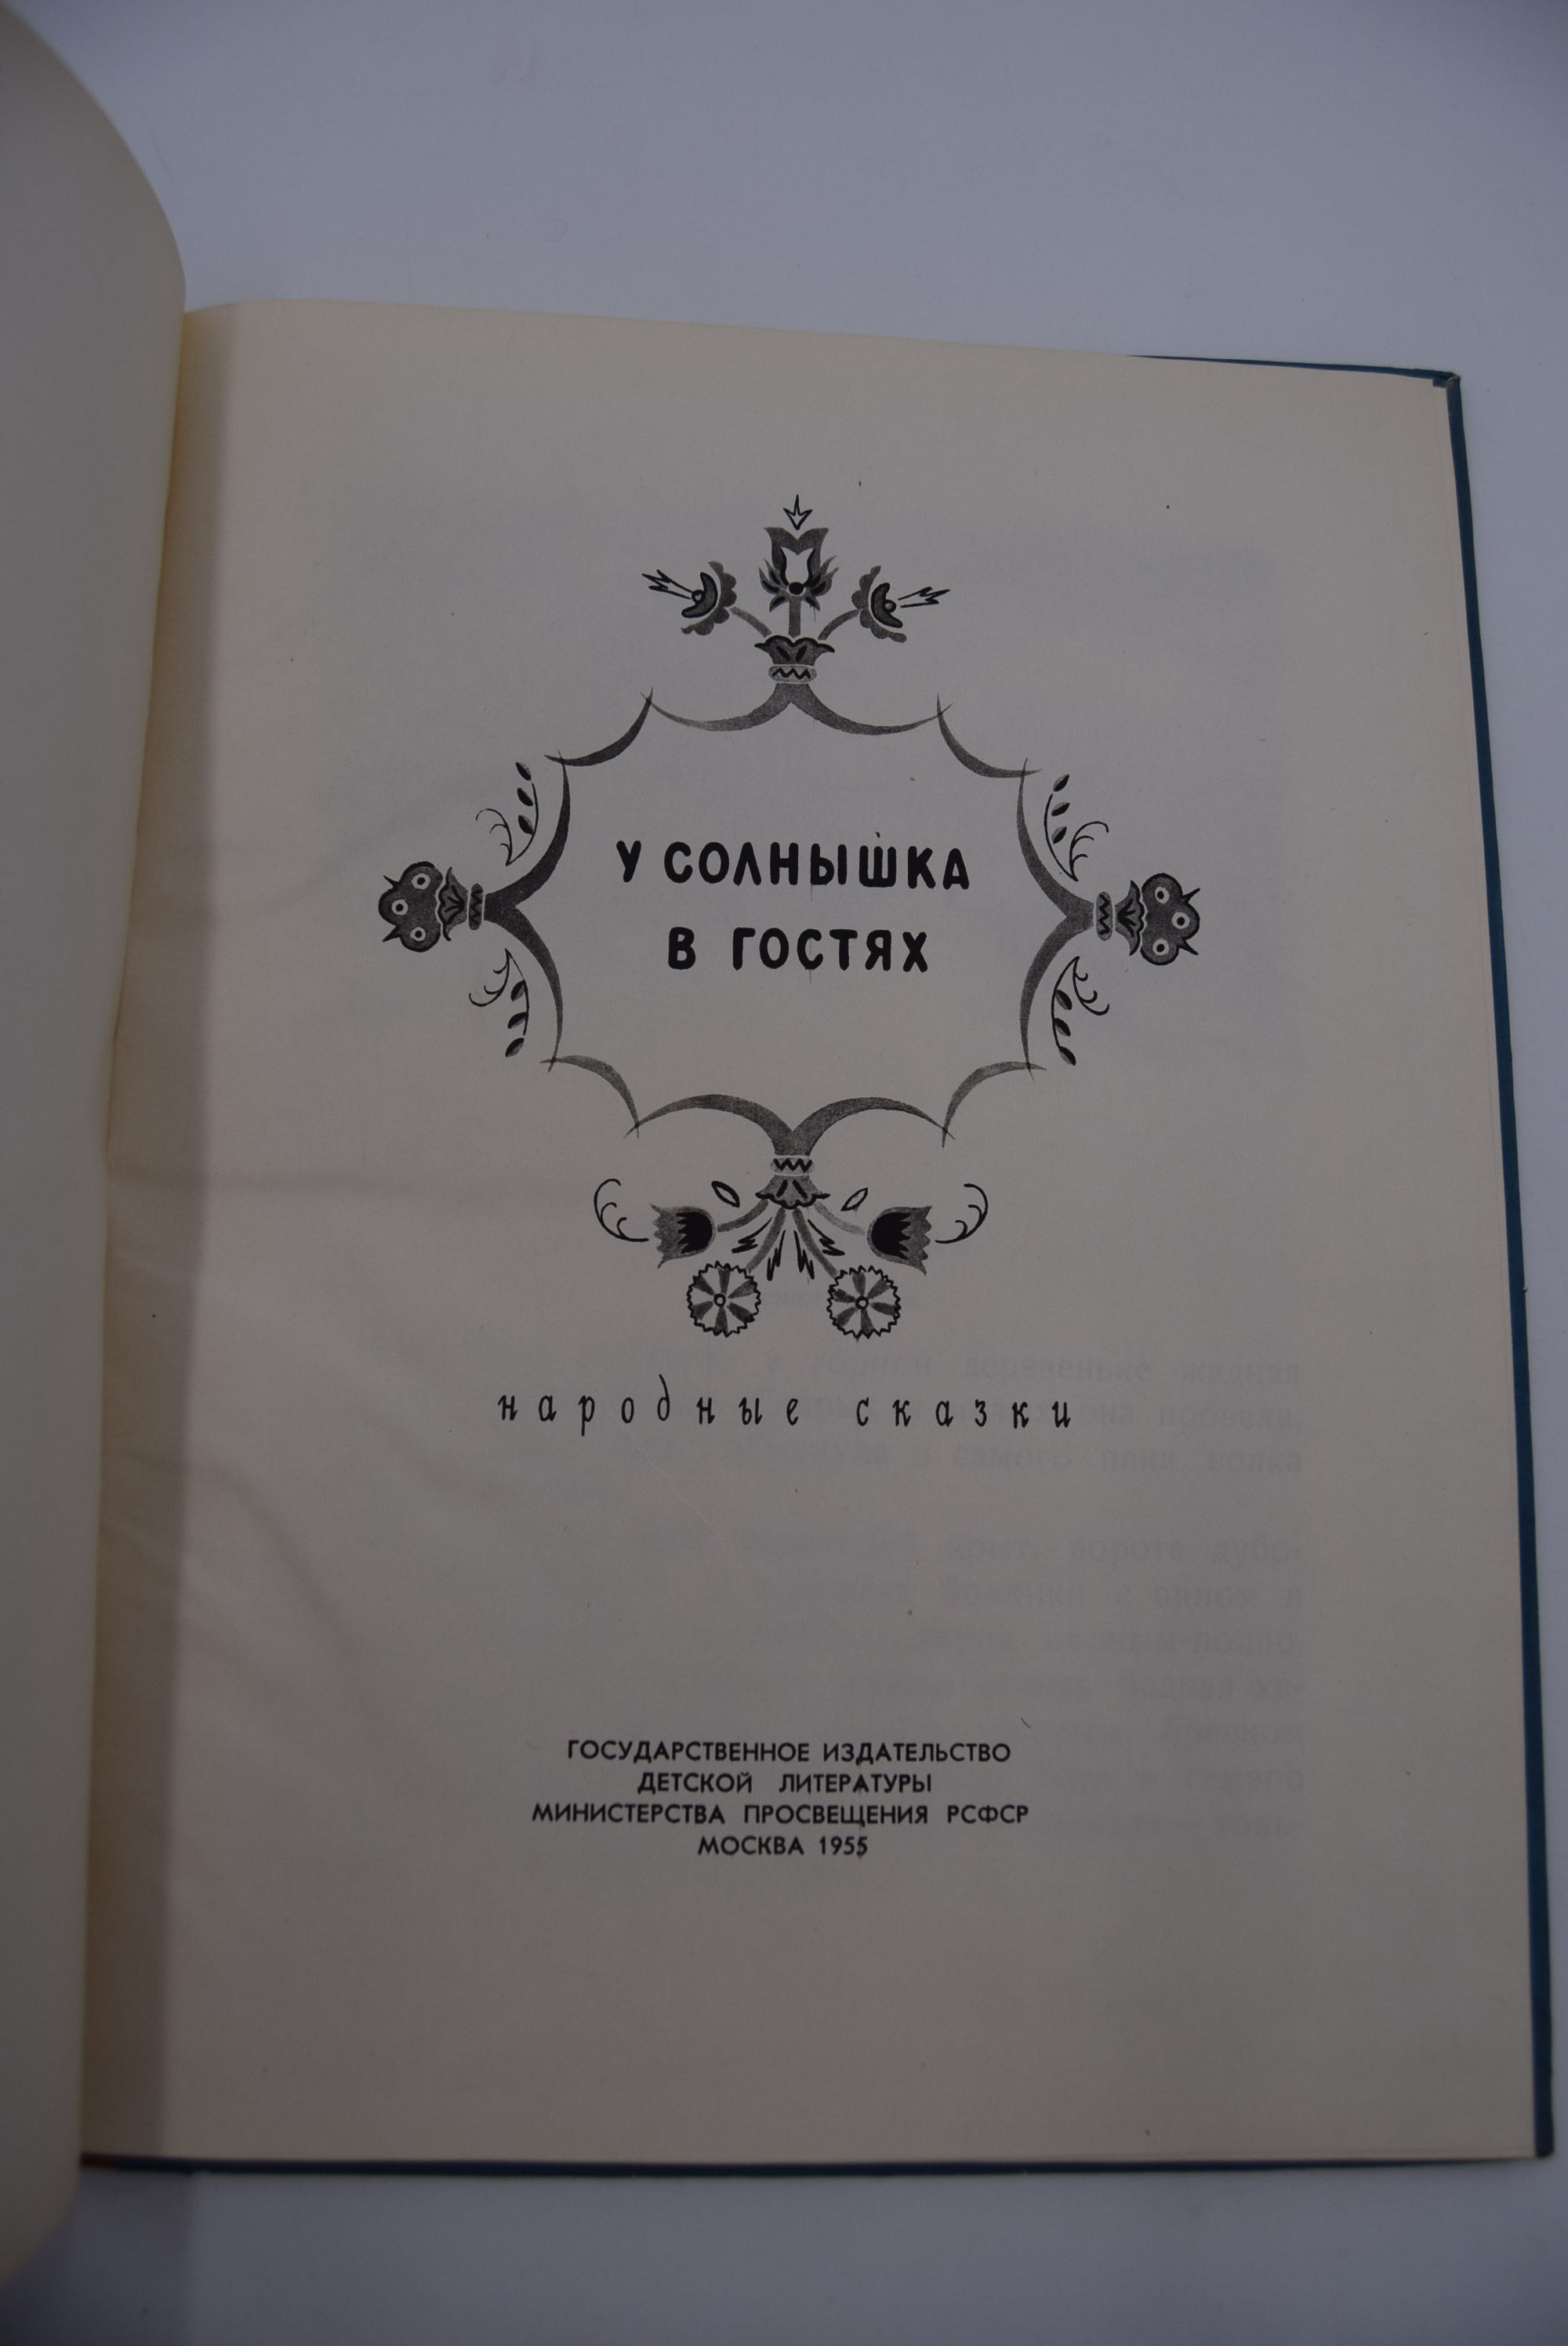 У СОЛНЫШКА
В ГОСТЯХ
народные сказки
ГОСУДАРСТВЕННОЕ ИЗДАТЕЛЬСТВО
ДЕТСКОЙ ЛИТЕРАТУРЫ
МИНИСТЕРСТВА ПРОСВЕЩЕНИЯ РСФСР
МОСКВА 1955